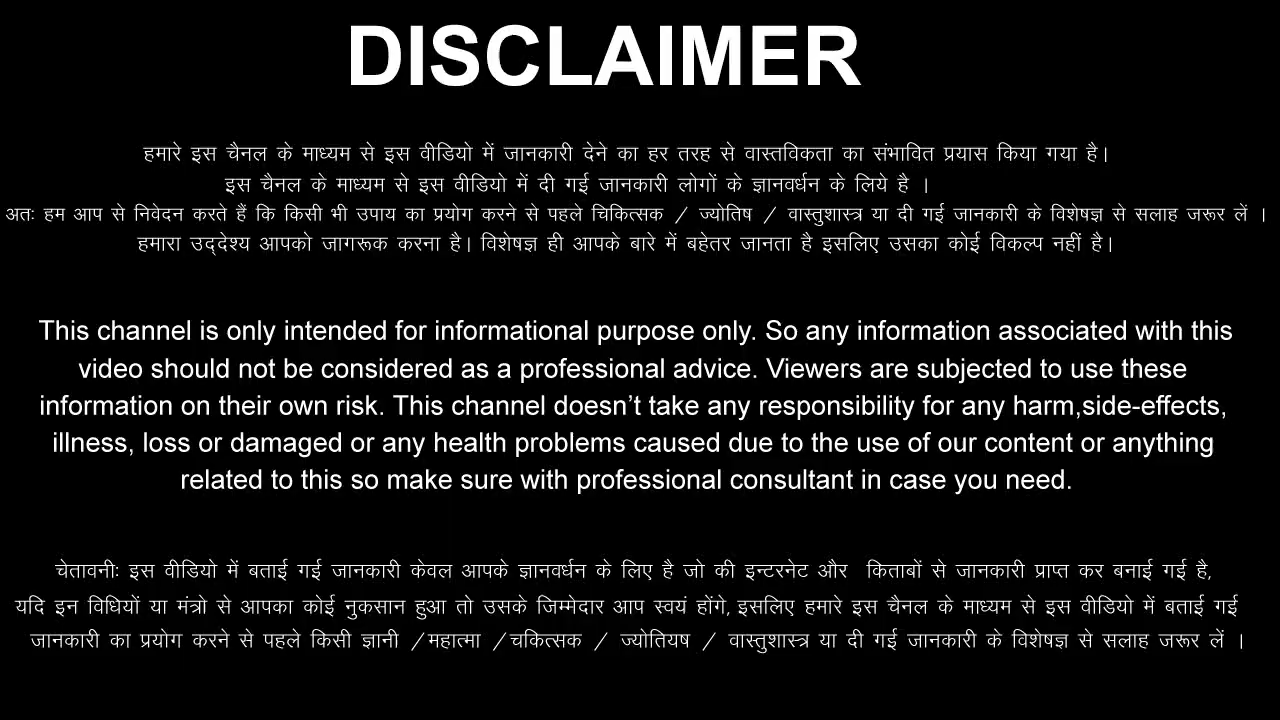 DISCLAIMER
हमारे इस चैनल के माध्यम से इस वीडियो में जानकारी देने का हर तरह से वास्तविकता का संभावित प्रयास किया गया है।
इस चैनल के माध्यम से इस वीडियो में दी गई जानकारी लोगों के ज्ञानवर्धन के लिये है ।
अतः हम आप से निवेदन करते हैं कि किसी भी उपाय का प्रयोग करने से पहले चिकित्सक / ज्योतिष / वास्तुशास्त्र या दी गई जानकारी के विशेषज्ञ से सलाह जरूर लें ।
हमारा उद्देश्य आपको जागरूक करना है। विशेषज्ञ ही आपके बारे में बहेतर जानता है इसलिए उसका कोई विकल्प नहीं है।
This channel is only intended for informational purpose only. So any information associated with this
video should not be considered as a professional advice. Viewers are subjected to use these
information on their own risk. This channel doesn’t take any responsibility for any harm,side-effects,
illness, loss or damaged or any health problems caused due to the use of our content or anything
related to this so make sure with professional consultant in case you need.
चेतावनीः इस वीडियो में बताई गई जानकारी केवल आपके ज्ञानवर्धन के लिए है जो की इन्टरनेट और किताबों से जानकारी प्राप्त कर बनाई गई है,
यदि इन विधियों या मंत्रो से आपका कोई नुकसान हुआ तो उसके जिम्मेदार आप स्वयं होंगे, इसलिए हमारे इस चैनल के माध्यम से इस वीडियो में बताई गई
जानकारी का प्रयोग करने से पहले किसी ज्ञानी /महात्मा /चकित्सक / ज्योतियष / वास्तुशास्त्र या दी गई जानकारी के विशेषज्ञ से सलाह जरूर लें ।